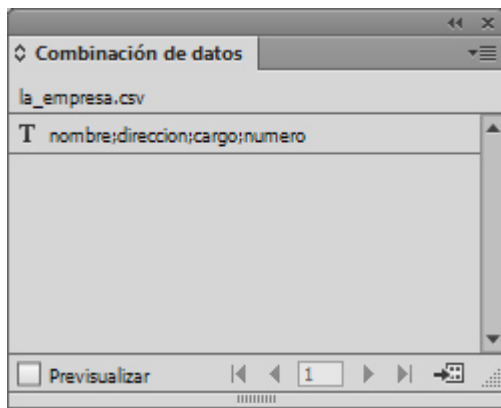 Combinación de datos
la_empresa.csv
T nombre;direccion;cargo;numero
Previsualizar 1